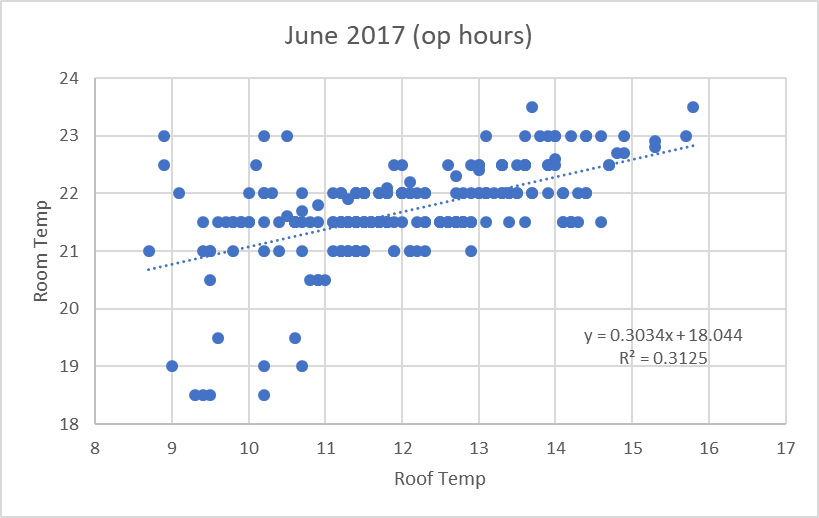 June 2017 (op hours)
24
23
22
21
20
19
18
Room Temp
y = 0.3034x + 18.044
R² = 0.3125
8 9 10 11 12 13 14 15 16 17
Roof Temp